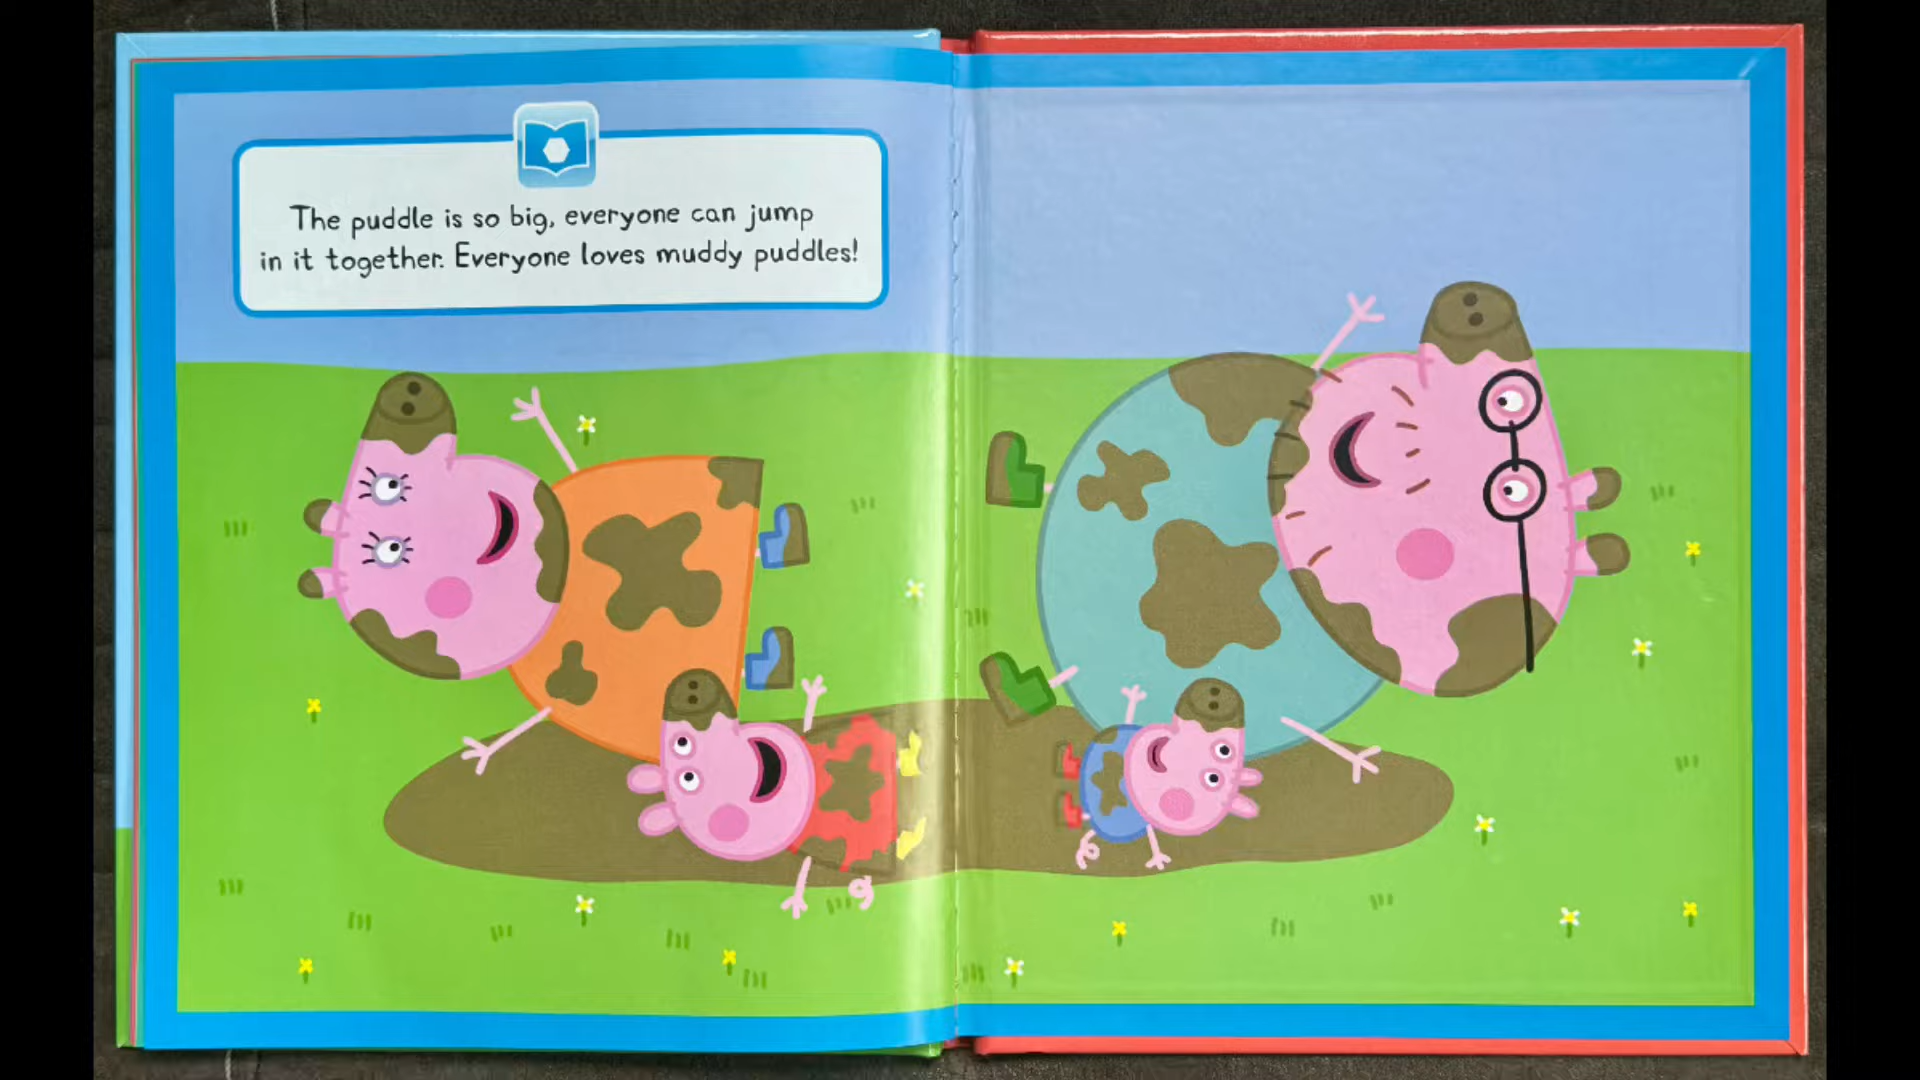 The puddle is so big, everyone can jump
in it together. Everyone loves muddy puddles!